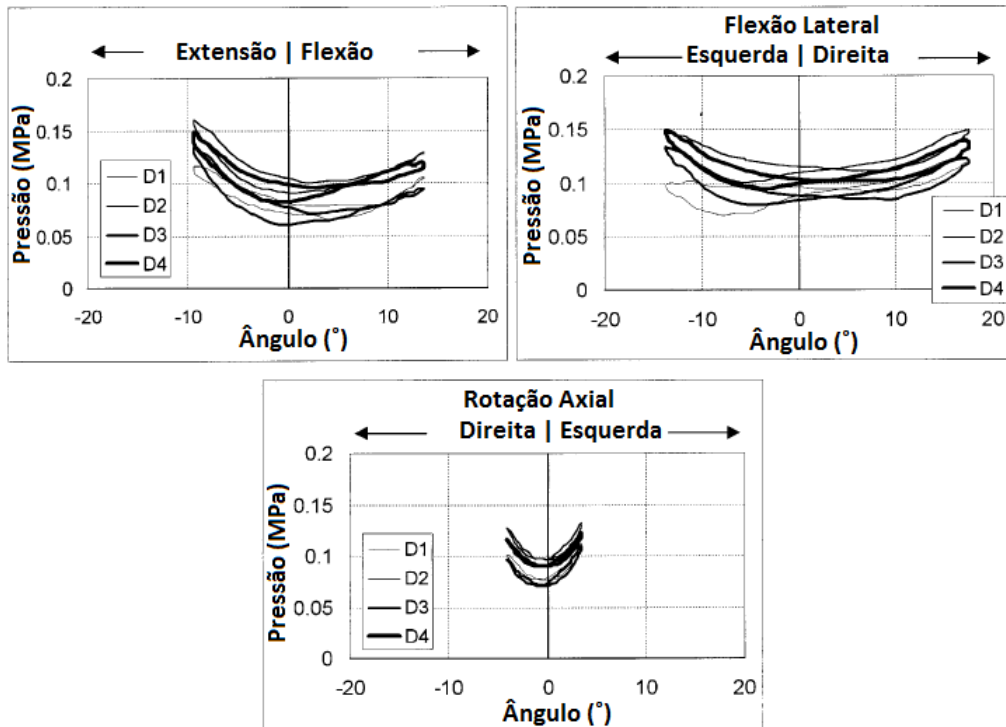 Extensão | Flexão
Pressão (MPa)
0.2
0.15
0.1
0.05
0
D1
D2
D3
D4
-20
-10
0
10
20
Ângulo (˚)
Flexão Lateral
Esquerda | Direita
Pressão (MPa)
0.2
0.15
0.1
0.05
0
D1
D2
D3
D4
-20
-10
0
10
20
Ângulo (˚)
Rotação Axial
Direita | Esquerda
Pressão (MPa)
0.2
0.15
0.1
0.05
0
D1
D2
D3
D4
-20
-10
0
10
20
Ângulo (˚)